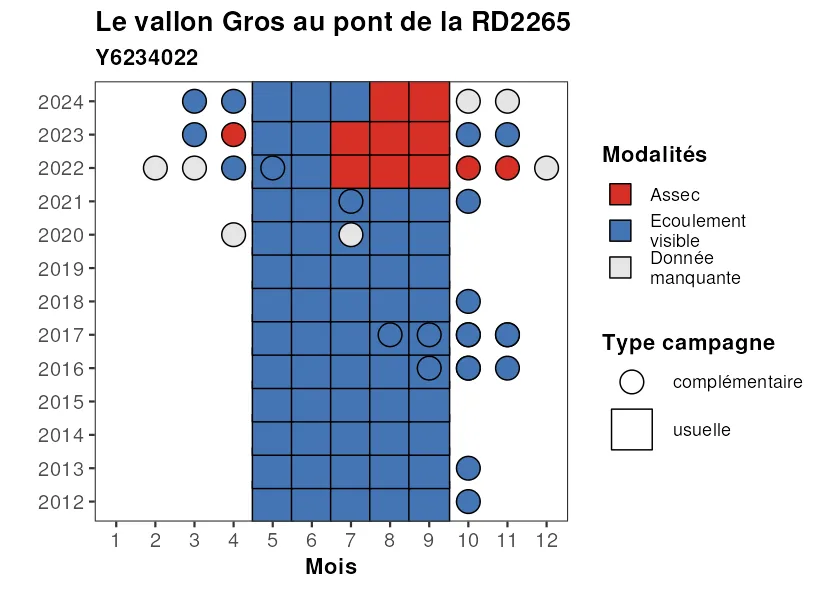 Le vallon Gros au pont de la RD2265
Y6234022
2024
2023
2022
2021
2020
2019
2018
2017
2016
2015
2014
2013
2012
1 2 3 4 5 6 7 8 9 10 11 12
Mois
Modalités
Assec
Ecoulement
visible
Donnée
manquante
Type campagne
complémentaire
usuelle